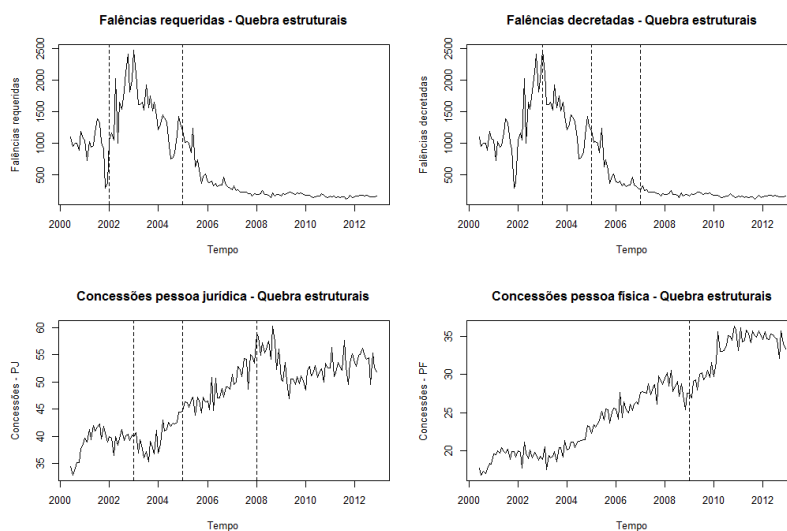 Falências requeridas - Quebra estruturais
Falências requeridas
500 1000 1500 2000 2500
2000 2002 2004 2006 2008 2010 2012
Tempo
Falências decretadas - Quebra estruturais
Falências decretadas
500 1000 1500 2000 2500
2000 2002 2004 2006 2008 2010 2012
Tempo
Concessões pessoa jurídica - Quebra estruturais
Concessões - PJ
35 40 45 50 55 60
2000 2002 2004 2006 2008 2010 2012
Tempo
Concessões pessoa física - Quebra estruturais
Concessões - PF
20 25 30 35
2000 2002 2004 2006 2008 2010 2012
Tempo